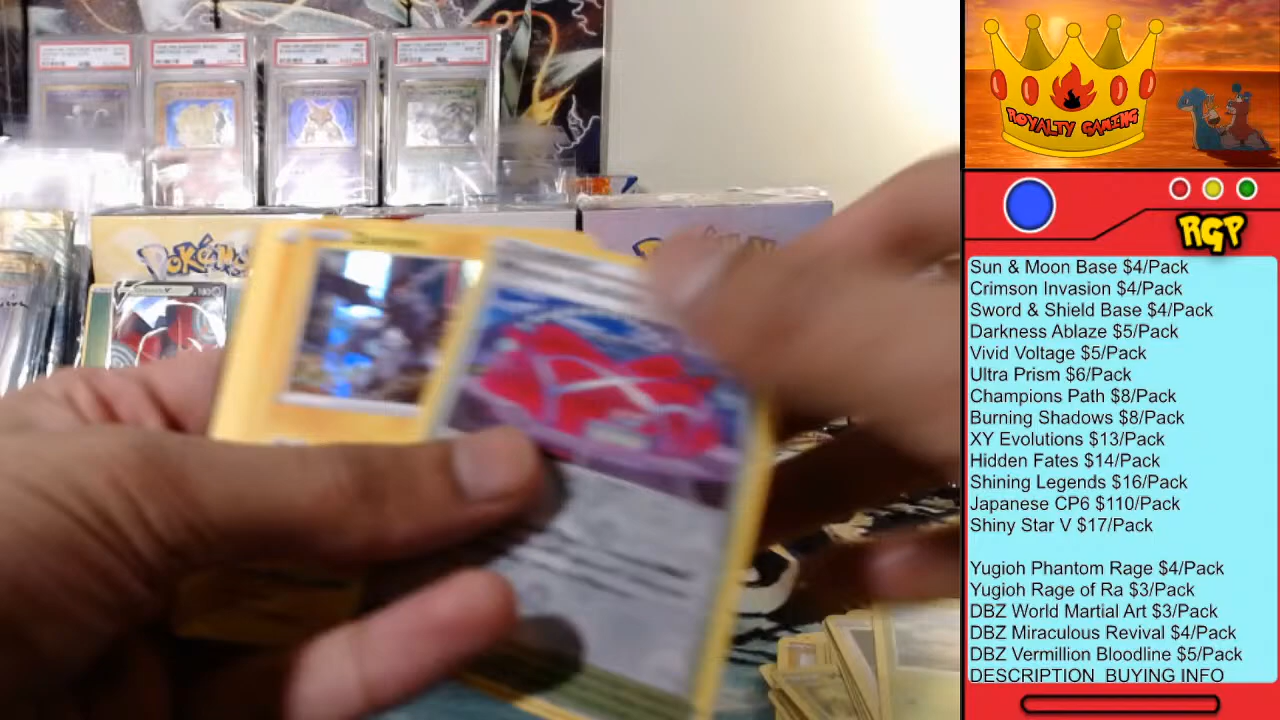 ROYALTY GAMING
RGP
Sun & Moon Base $4/Pack
Crimson Invasion $4/Pack
Sword & Shield Base $4/Pack
Darkness Ablaze $5/Pack
Vivid Voltage $5/Pack
Ultra Prism $6/Pack
Champions Path $8/Pack
Burning Shadows $8/Pack
XY Evolutions $13/Pack
Hidden Fates $14/Pack
Shining Legends $16/Pack
Japanese CP6 $110/Pack
Shiny Star V $17/Pack
Yugioh Phantom Rage $4/Pack
Yugioh Rage of Ra $3/Pack
DBZ World Martial Art $3/Pack
DBZ Miraculous Revival $4/Pack
DBZ Vermillion Bloodline $5/Pack
DESCRIPTION BUYING INFO
Pokémon